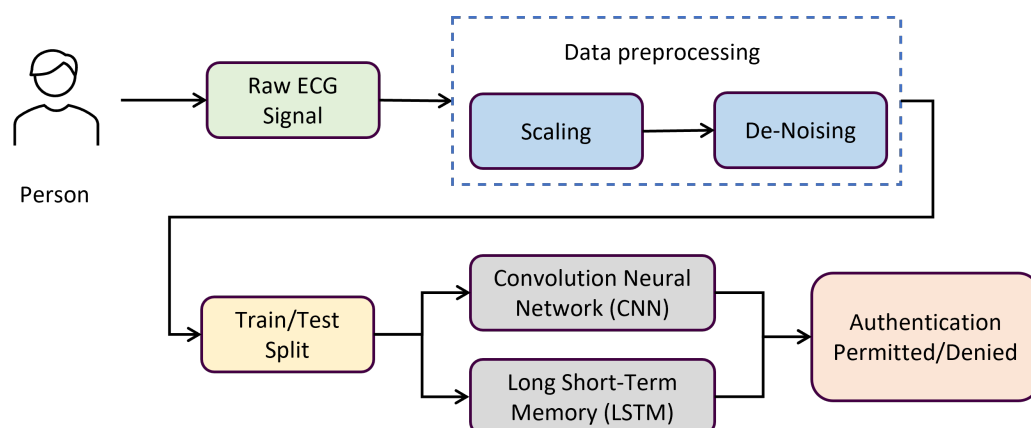 Data preprocessing
Raw ECG
Signal
Scaling
De-Noising
Person
Convolution Neural
Network (CNN)
Train/Test
Split
Long Short-Term
Memory (LSTM)
Authentication
Permitted/Denied